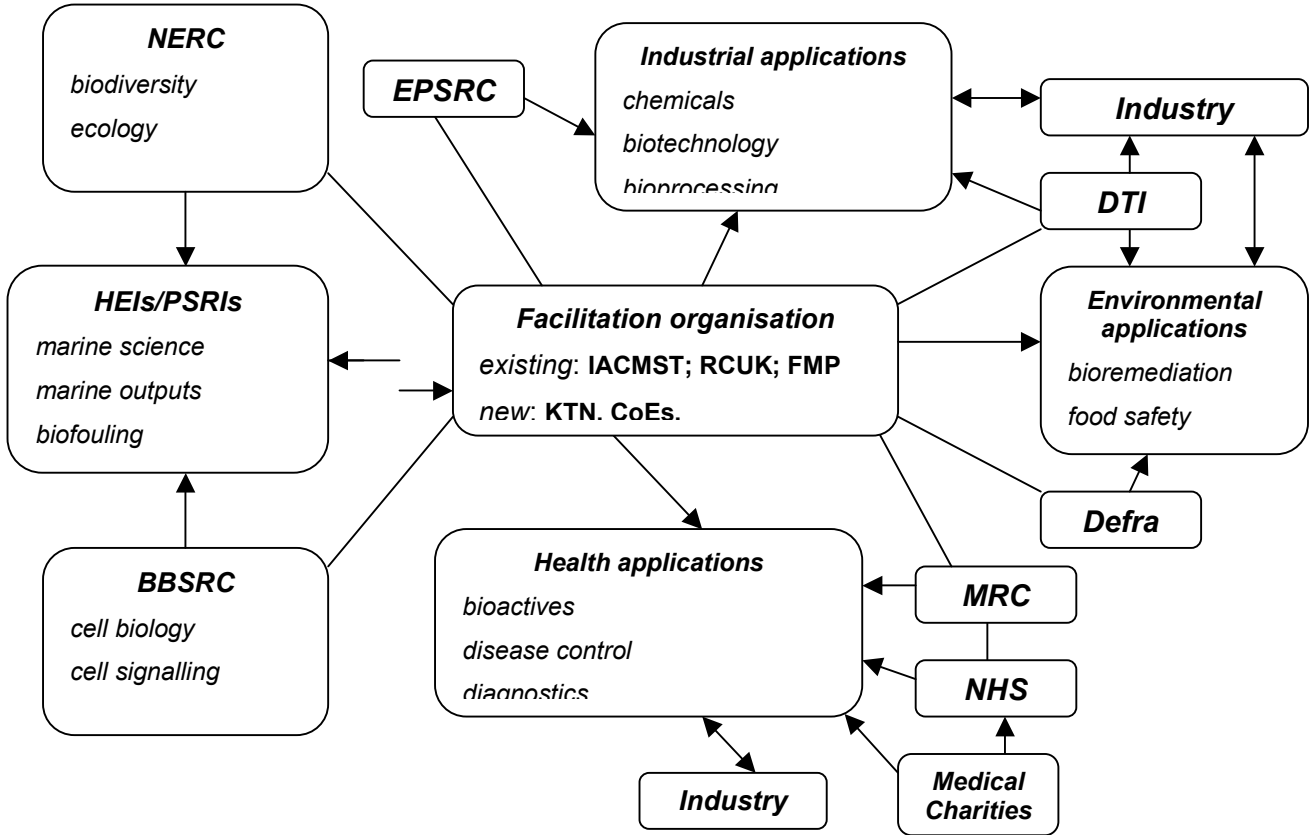 NERC
biodiversity
ecology
EPSRC
Industrial applications
chemicals
biotechnology
bioprocessing
Industry
DTI
HEIs/PSRIs
marine science
marine outputs
biofouling
Facilitation organisation
existing: IACMST; RCUK; FMP
new: KTN, CoEs,
Environmental
applications
bioremediation
food safety
Defra
BBSRC
cell biology
cell signalling
Health applications
bioactives
disease control
diagnostics
MRC
NHS
Medical
Charities
Industry